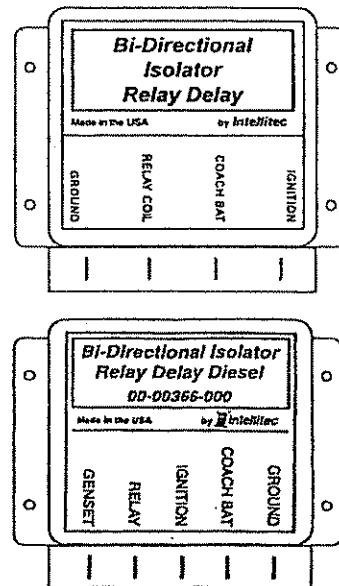 Bi-Directional
Isolator
Relay Delay
Made in the USA by Intellitec
GROUND RELAY COIL COACH BAT IGNITION
Bi-Directional Isolator
Relay Delay Diesel
00-00366-000
Made in the USA by Intellitec
GENSET RELAY IGNITION COACH BAT GROUND